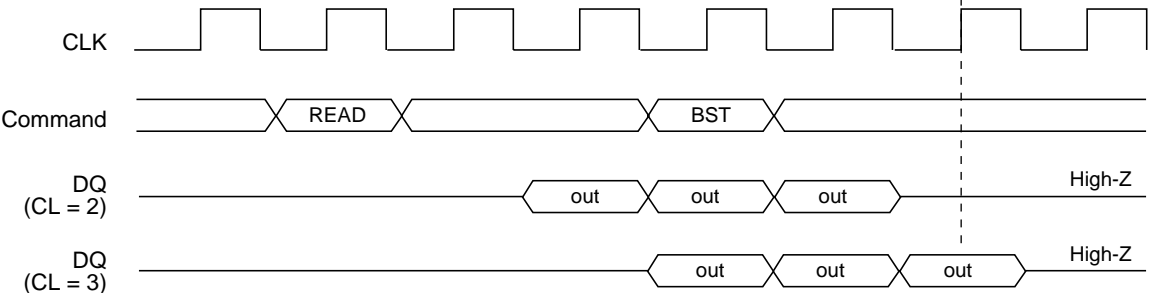 CLK
Command
READ
BST
DQ
(CL = 2)
out
out
out
High-Z
DQ
(CL = 3)
out
out
out
High-Z